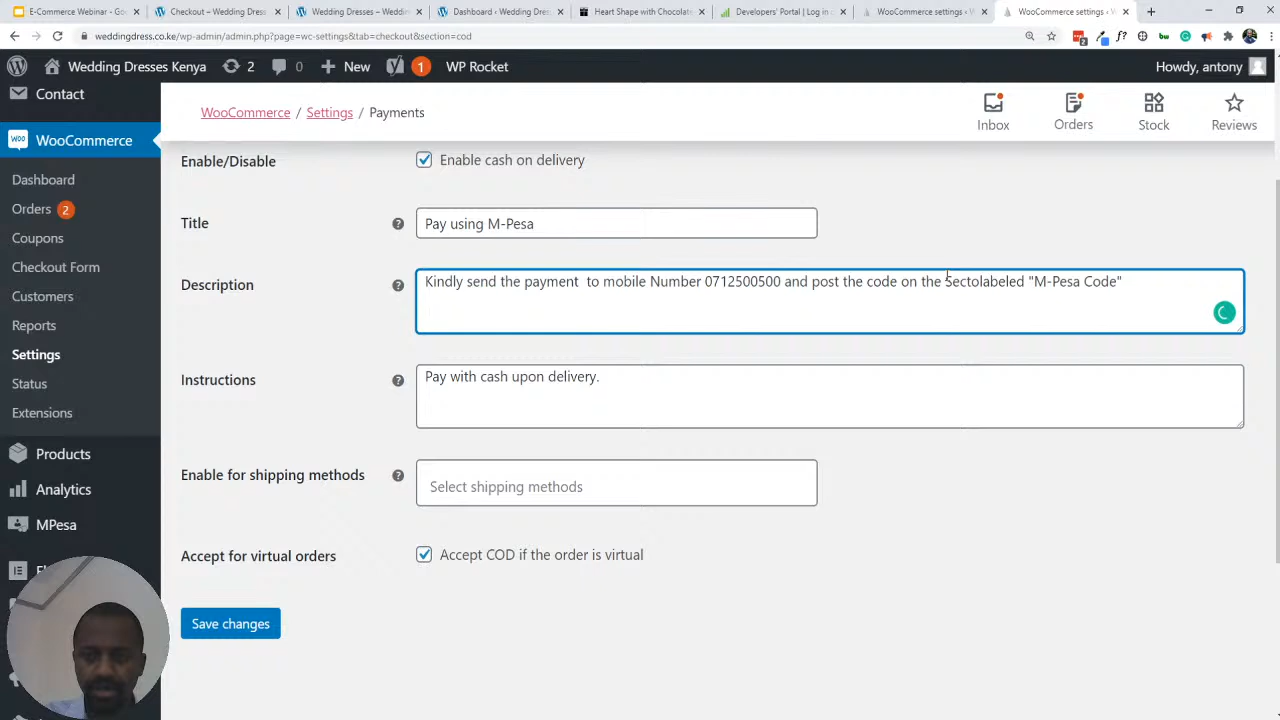 E-Commerce Webinar - Goo
Checkout – Wedding Dress
Wedding Dresses – Weddin
Dashboard ‹ Wedding Dress
Heart Shape with Chocolate
Developers' Portal | Log in o
WooCommerce settings ‹ W
WooCommerce settings ‹ W
weddingdress.co.ke/wp-admin/admin.php?page=wc-settings&tab=checkout&section=cod
Wedding Dresses Kenya 2 0 New 1 WP Rocket Howdy, antony
Contact
WooCommerce
Dashboard
Orders 2
Coupons
Checkout Form
Customers
Reports
Settings
Status
Extensions
Products
Analytics
MPesa
WooCommerce / Settings / Payments
Inbox Orders Stock Reviews
Enable/Disable
Enable cash on delivery
Title
Pay using M-Pesa
Description
Kindly send the payment  to mobile Number 0712500500 and post the code on the Sectolabeled "M-Pesa Code"
Instructions
Pay with cash upon delivery.
Enable for shipping methods
Select shipping methods
Accept for virtual orders
Accept COD if the order is virtual
Save changes